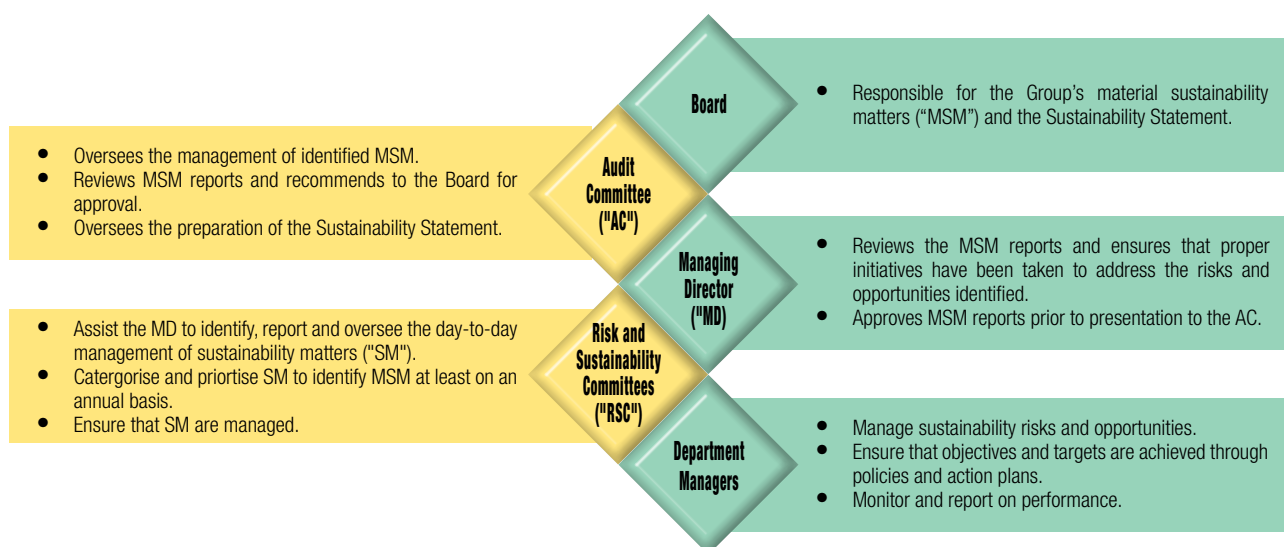 Board
• Responsible for the Group's material sustainability
matters (“MSM”) and the Sustainability Statement.
• Oversees the management of identified MSM.
• Reviews MSM reports and recommends to the Board for
approval.
• Oversees the preparation of the Sustainability Statement.
Audit
Committee
("AC")
Managing
Director
("MD)
• Reviews the MSM reports and ensures that proper
initiatives have been taken to address the risks and
opportunities identified.
• Approves MSM reports prior to presentation to the AC.
• Assist the MD to identify, report and oversee the day-to-day
management of sustainability matters ("SM").
• Catergorise and priortise SM to identify MSM at least on an
annual basis.
• Ensure that SM are managed.
Risk and
Sustainability
Committees
("RSC")
Department
Managers
• Manage sustainability risks and opportunities.
• Ensure that objectives and targets are achieved through
policies and action plans.
• Monitor and report on performance.